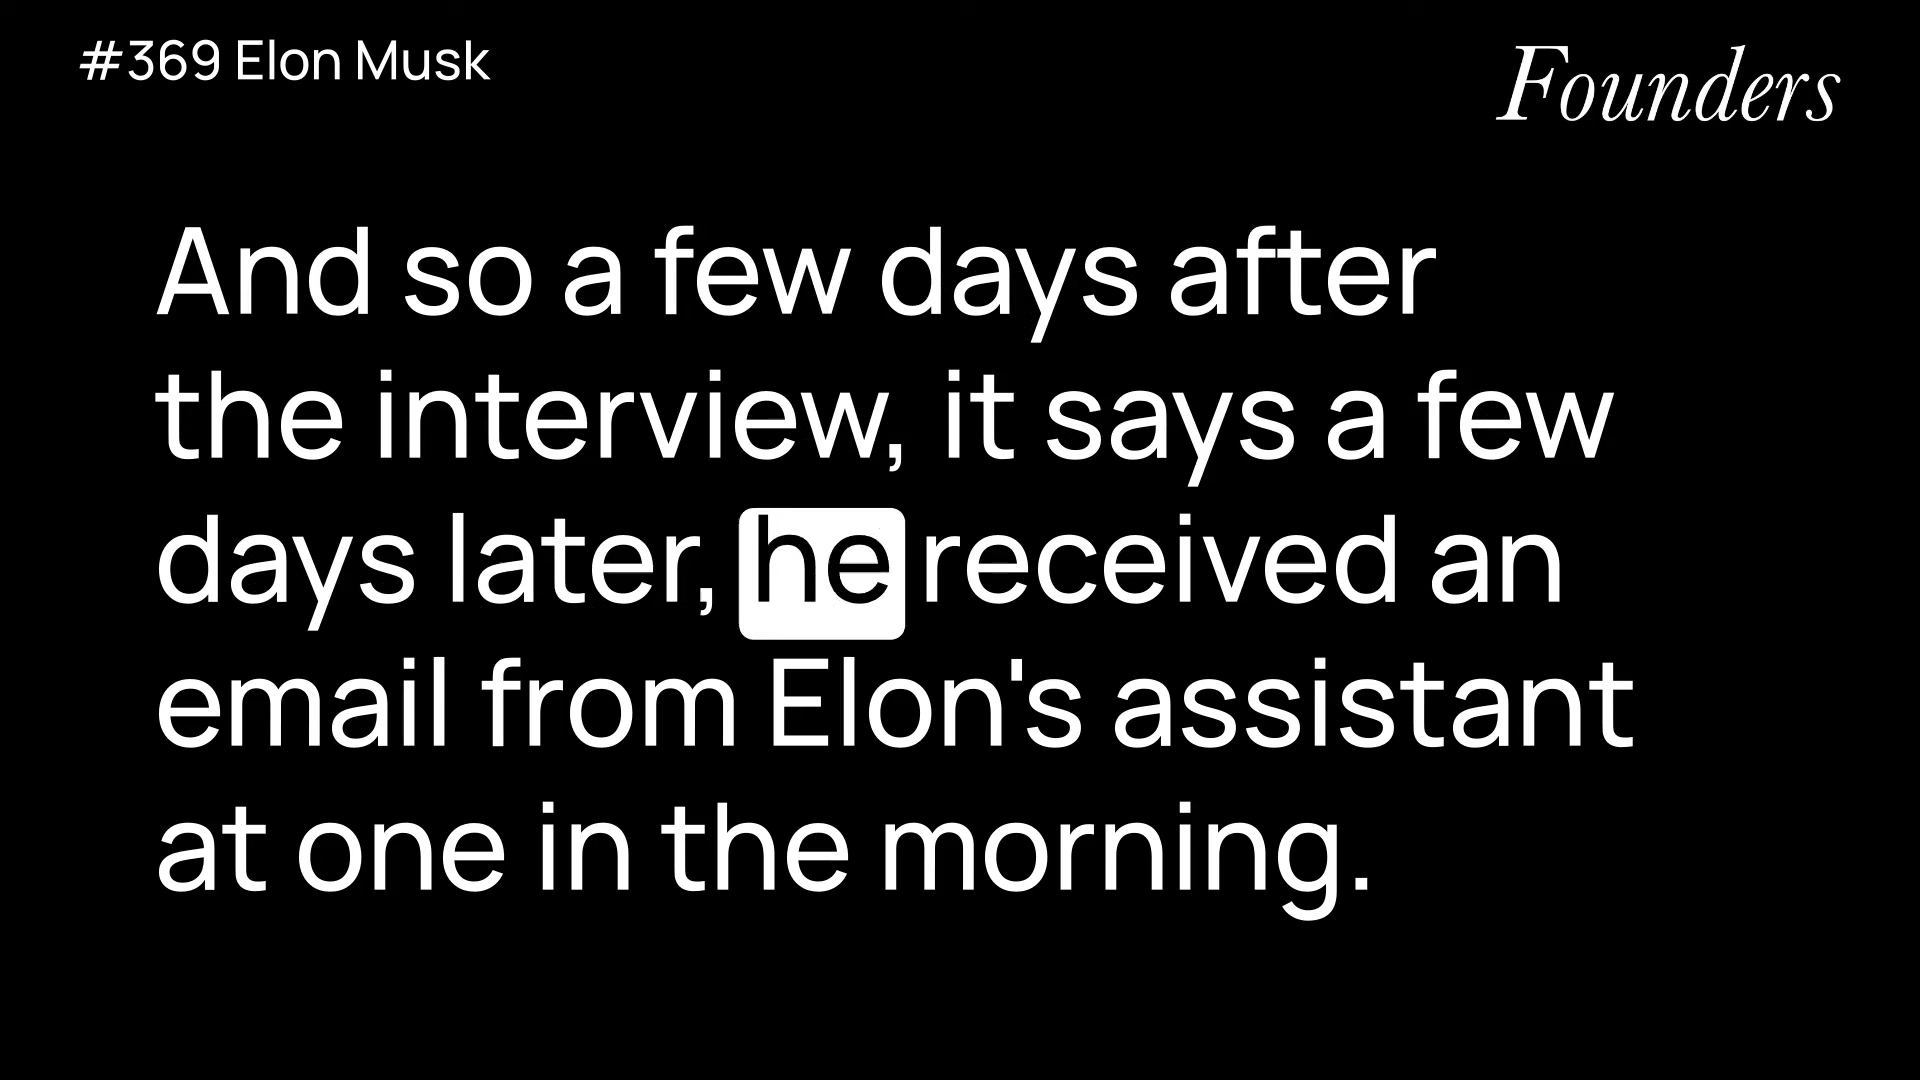 #369 Elon Musk
Founders
And so a few days after
the interview, it says a few
days later, he received an
email from Elon's assistant
at one in the morning.